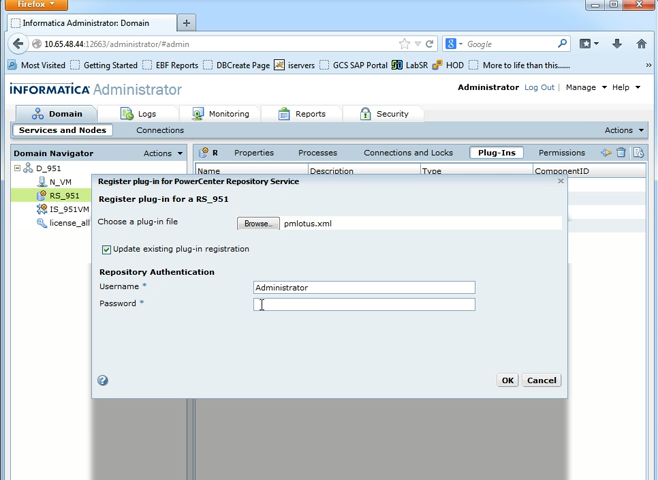 Firefox
Informatica Administrator: Domain
+
10.65.48.44:12663/administrator/#admin
Google
Most Visited Getting Started EBF Reports DBCreate Page iservers GCS SAP Portal LabSR HOD More to life than this...... »
INFORMATICA Administrator
Administrator Log Out | Manage Help
Domain Logs Monitoring Reports Security
Services and Nodes Connections Actions
Domain Navigator Actions
R Properties Processes Connections and Locks Plug-Ins Permissions
D_951
Name Description Type ComponentID
N_VM
RS_951
IS_951VM
license_all
Register plug-in for PowerCenter Repository Service
Register plug-in for a RS_951
Choose a plug-in file Browse.. pmlotus.xml
Update existing plug-in registration
Repository Authentication
Username * Administrator
Password *
? OK Cancel